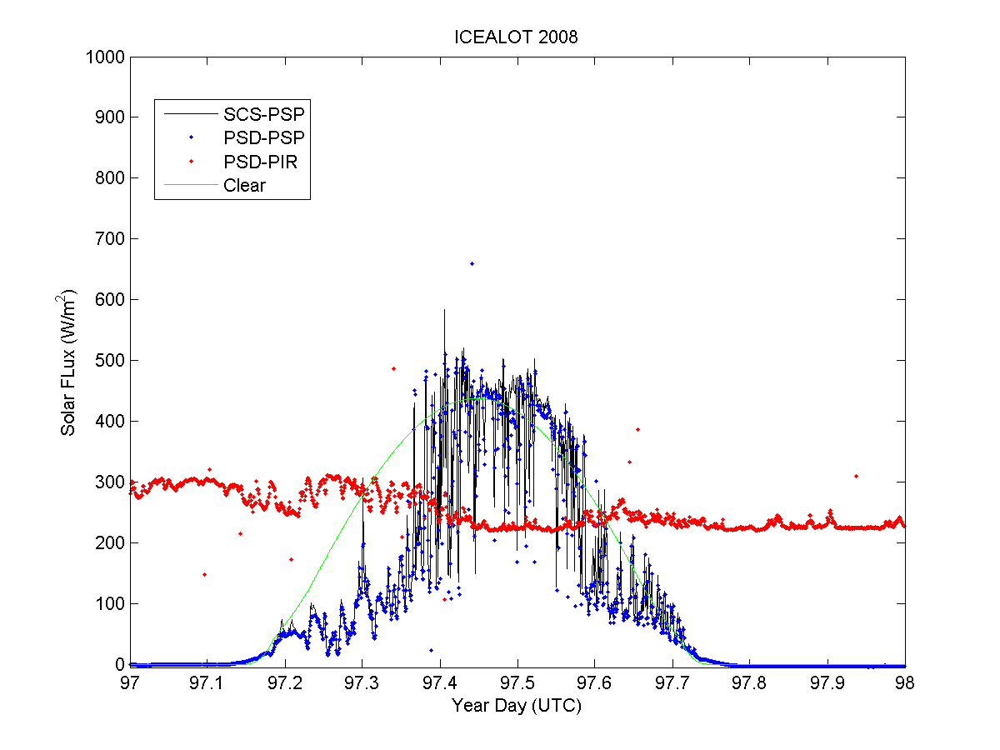 ICEALOT 2008
1000
900
800
700
600
500
400
300
200
100
0
Solar FLux (W/m²)
SCS-PSP
PSD-PSP
PSD-PIR
Clear
97 97.1 97.2 97.3 97.4 97.5 97.6 97.7 97.8 97.9 98
Year Day (UTC)